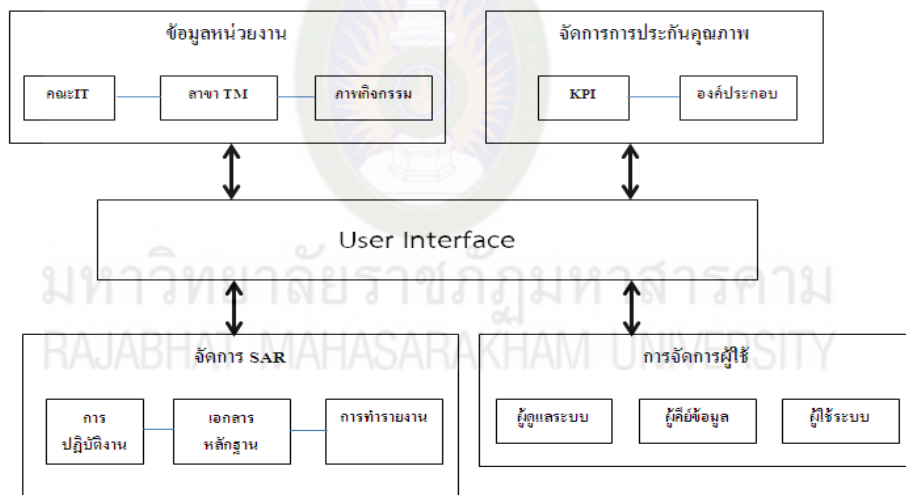 ข้อมูลหน่วยงาน
จัดการการประกันคุณภาพ
คณะIT
สาขา TM
ภาพกิจกรรม
KPI
องค์ประกอบ
User Interface
มหาวิทยาลัยราชภัฏมหาสารคาม
RAJABHAT MAHASARAKHAM UNIVERSITY
จัดการ SAR
การจัดการผู้ใช้
การ
ปฏิบัติงาน
เอกสาร
หลักฐาน
การทำรายงาน
ผู้ดูแลระบบ
ผู้คีย์ข้อมูล
ผู้ใช้ระบบ